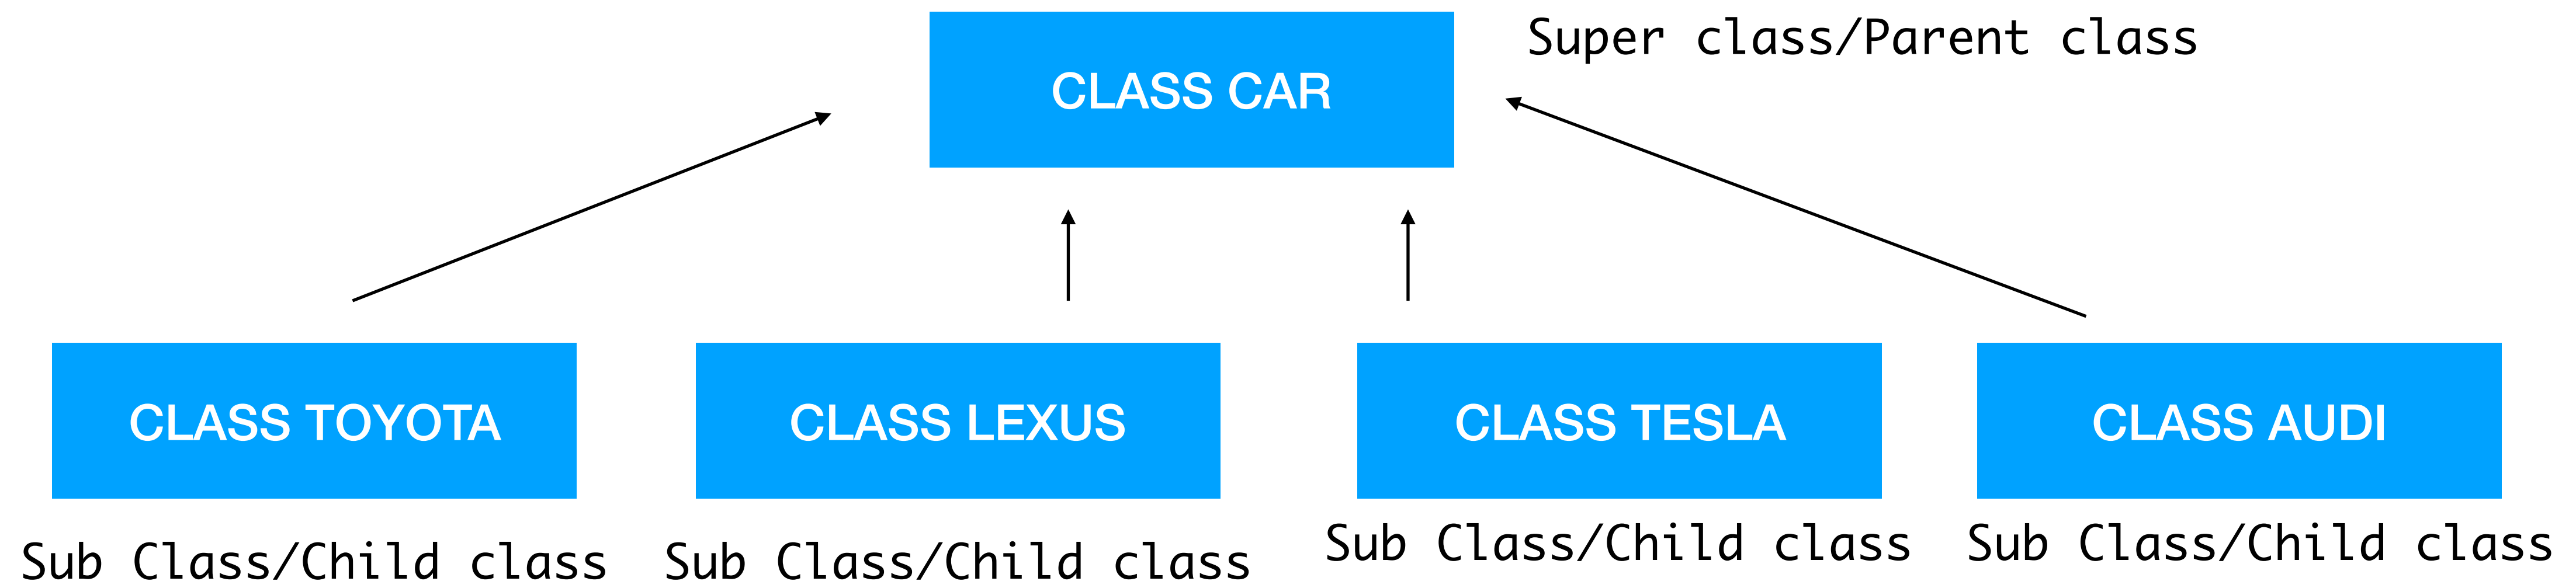 CLASS CAR
Super class/Parent class
CLASS TOYOTA
CLASS LEXUS
CLASS TESLA
CLASS AUDI
Sub Class/Child class
Sub Class/Child class
Sub Class/Child class
Sub Class/Child class